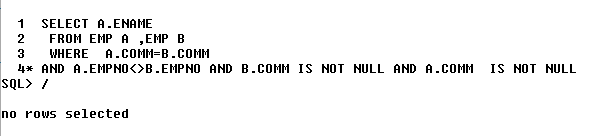 1 SELECT A.ENAME
2 FROM EMP A ,EMP B
3 WHERE A.COMM=B.COMM
4* AND A.EMPNO<>B.EMPNO AND B.COMM IS NOT NULL AND A.COMM IS NOT NULL
SQL> /
no rows selected